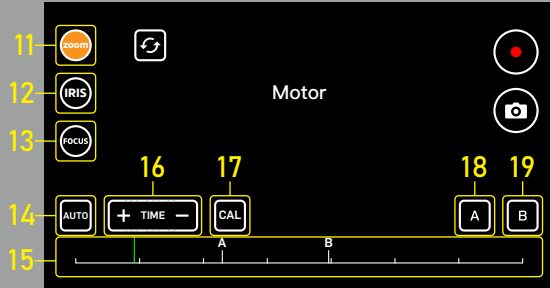 11 zoom
12 IRIS
Motor
13 FOCUS
16 17 18 19
14 AUTO + TIME − CAL A B
A B
15